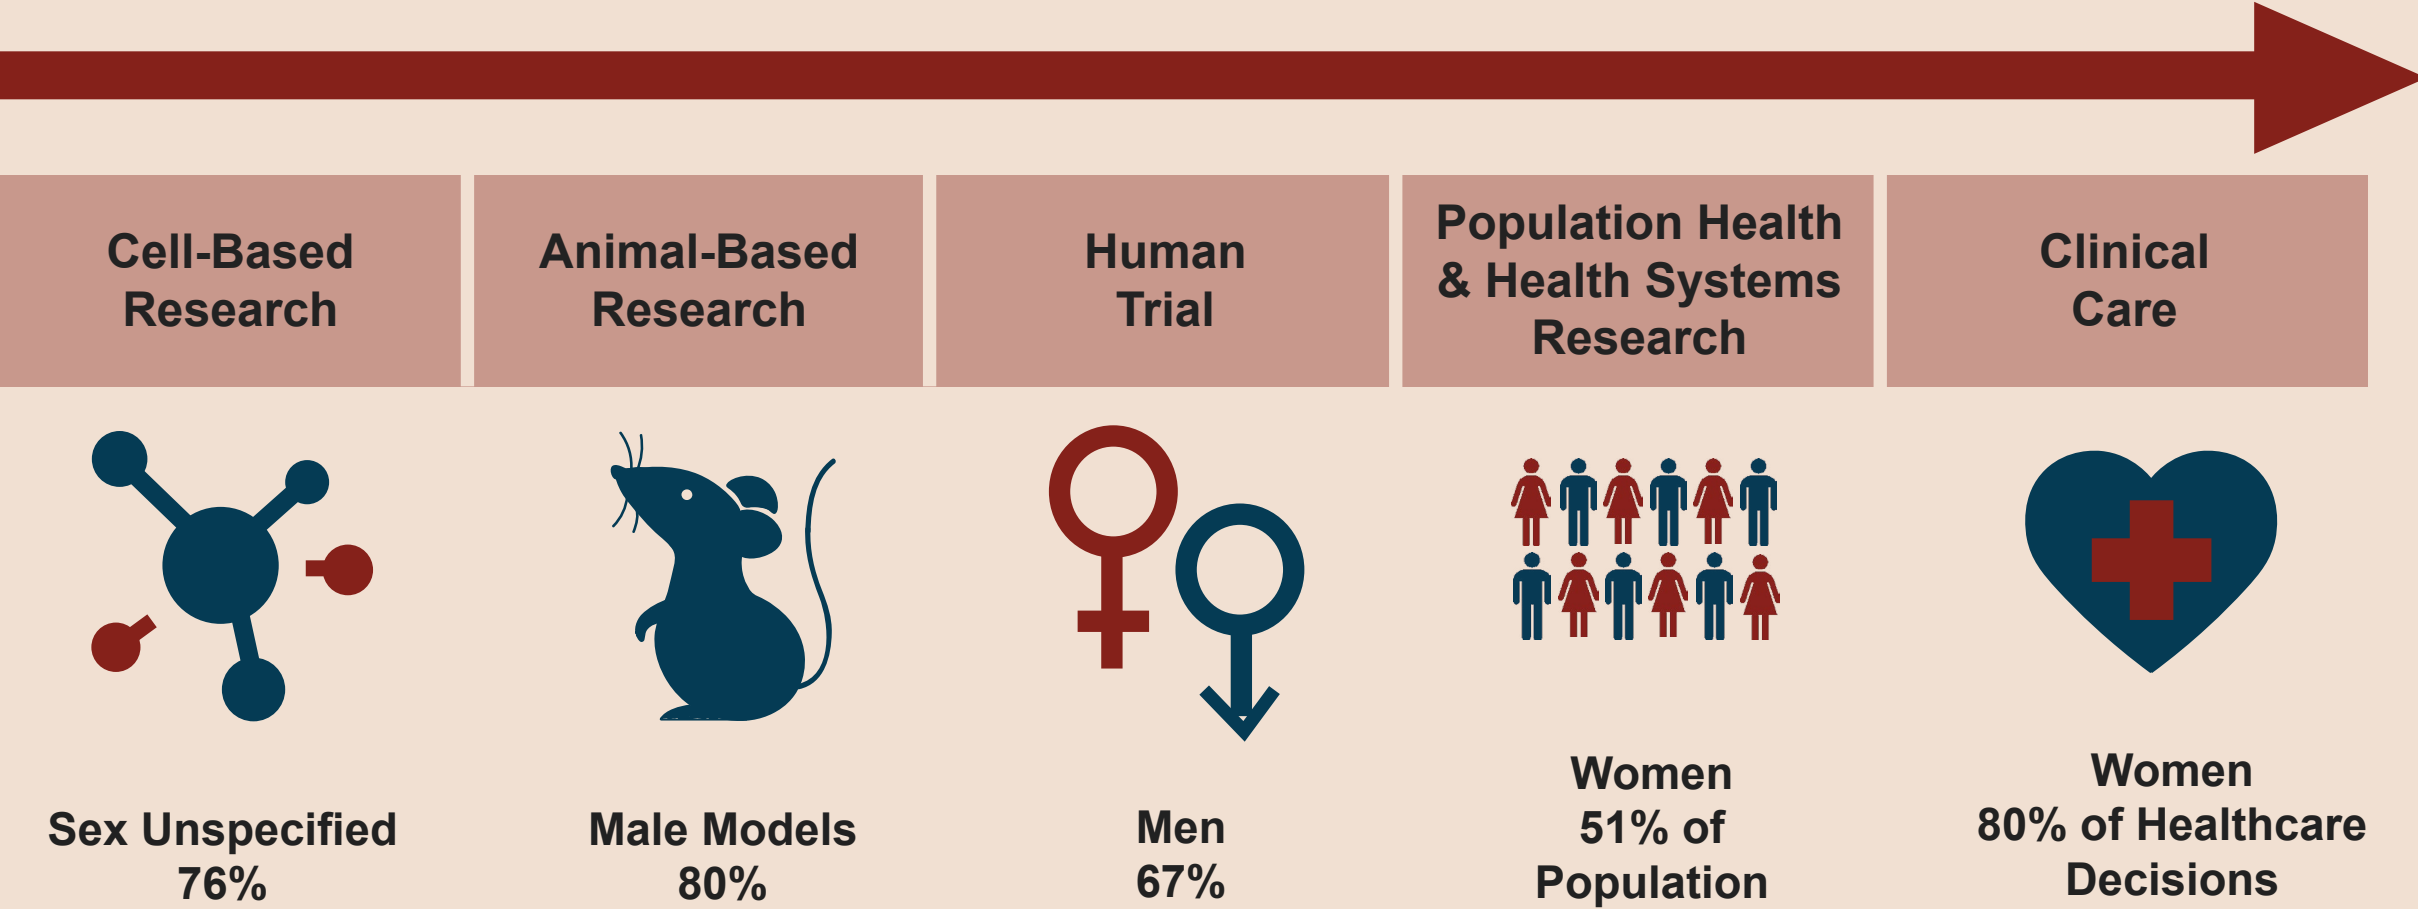 Cell-Based
Research
Animal-Based
Research
Human
Trial
Population Health
& Health Systems
Research
Clinical
Care
Sex Unspecified
76%
Male Models
80%
Men
67%
Women
51% of
Population
Women
80% of Healthcare
Decisions